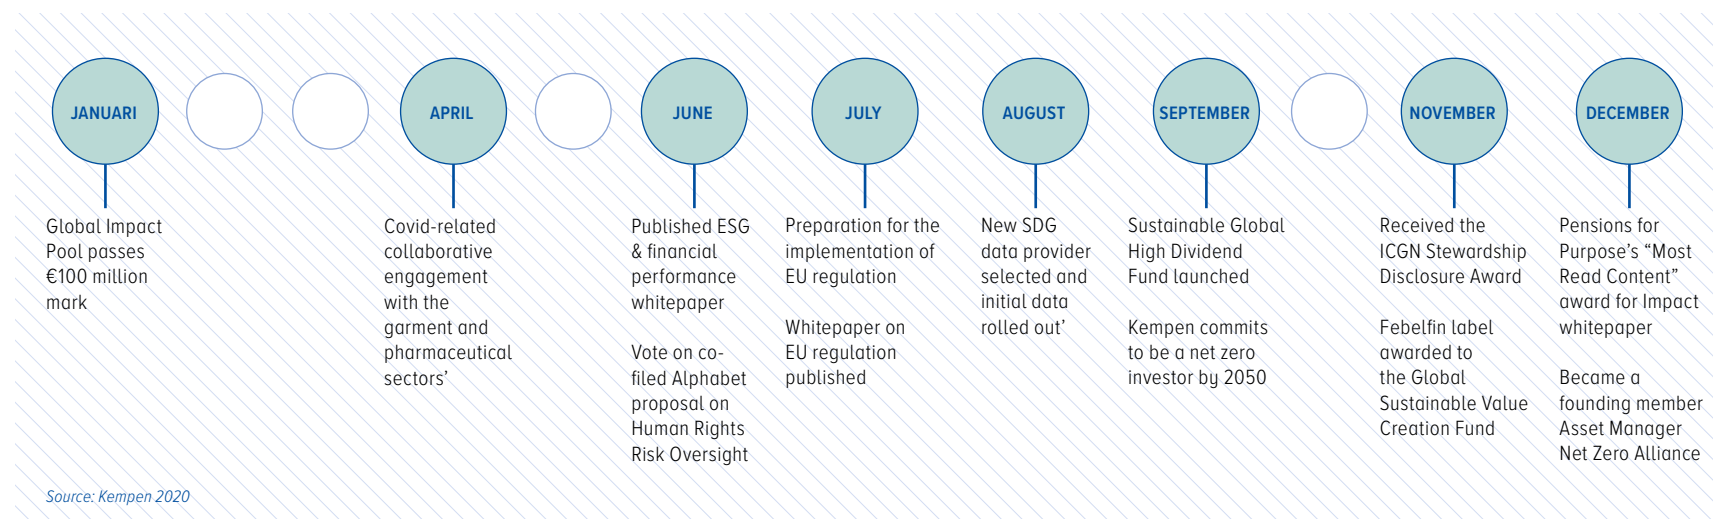 JANUARI
APRIL
JUNE
JULY
AUGUST
SEPTEMBER
NOVEMBER
DECEMBER
Global Impact
Pool passes
€100 million
mark
Covid-related
collaborative
engagement
with the
garment and
pharmaceutical
sectors’
Published ESG
& financial
performance
whitepaper
Vote on co-
filed Alphabet
proposal on
Human Rights
Risk Oversight
Preparation for the
implementation of
EU regulation
Whitepaper on
EU regulation
published
New SDG
data provider
selected and
initial data
rolled out’
Sustainable Global
High Dividend
Fund launched
Kempen commits
to be a net zero
investor by 2050
Received the
ICGN Stewardship
Disclosure Award
Febelfin label
awarded to
the Global
Sustainable Value
Creation Fund
Pensions for
Purpose’s “Most
Read Content”
award for Impact
whitepaper
Became a
founding member
Asset Manager
Net Zero Alliance
Source: Kempen 2020